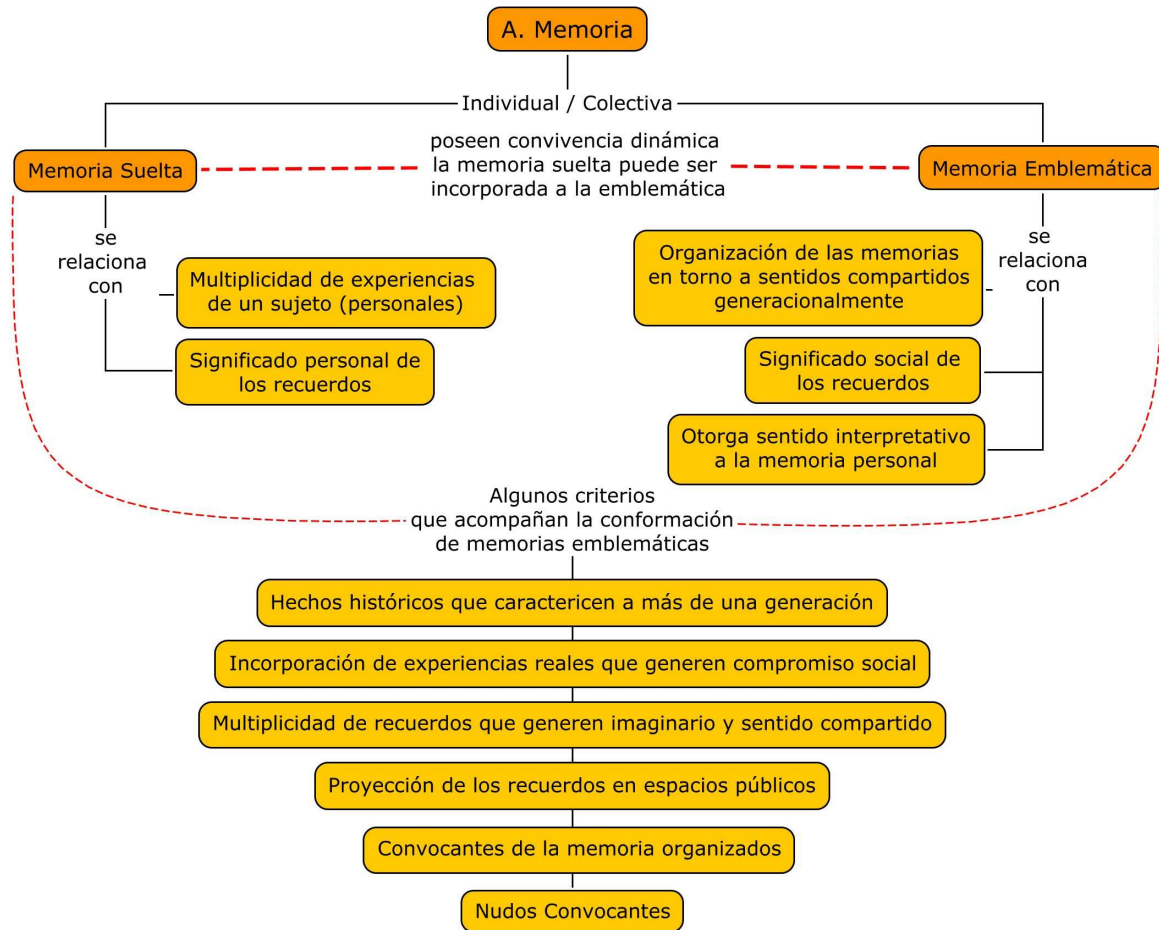 A. Memoria
Individual / Colectiva
Memoria Suelta
poseen convivencia dinámica
la memoria suelta puede ser
incorporada a la emblemática
Memoria Emblemática
se
relaciona
con
Multiplicidad de experiencias
de un sujeto (personales)
Significado personal de
los recuerdos
Organización de las memorias
en torno a sentidos compartidos
generacionalmente
se
relaciona
con
Significado social de
los recuerdos
Otorga sentido interpretativo
a la memoria personal
Algunos criterios
que acompañan la conformación
de memorias emblemáticas
Hechos históricos que caractericen a más de una generación
Incorporación de experiencias reales que generen compromiso social
Multiplicidad de recuerdos que generen imaginario y sentido compartido
Proyección de los recuerdos en espacios públicos
Convocantes de la memoria organizados
Nudos Convocantes